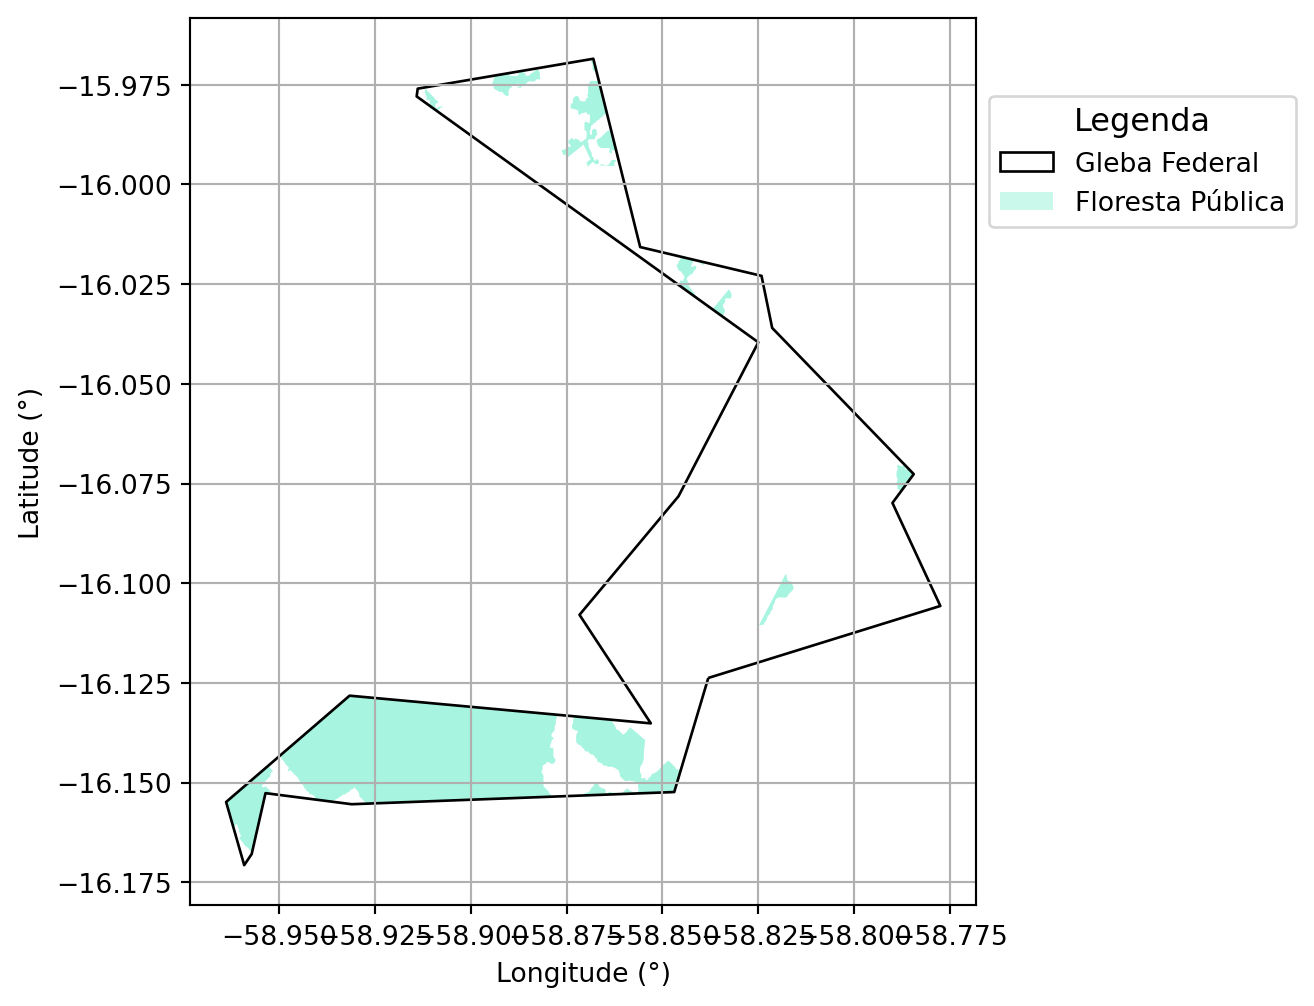 Legenda
Gleba Federal
Floresta Pública
−15.975
−16.000
−16.025
−16.050
−16.075
−16.100
−16.125
−16.150
−16.175
Latitude (°)
−58.950 −58.925 −58.900 −58.875 −58.850 −58.825 −58.800 −58.775
Longitude (°)